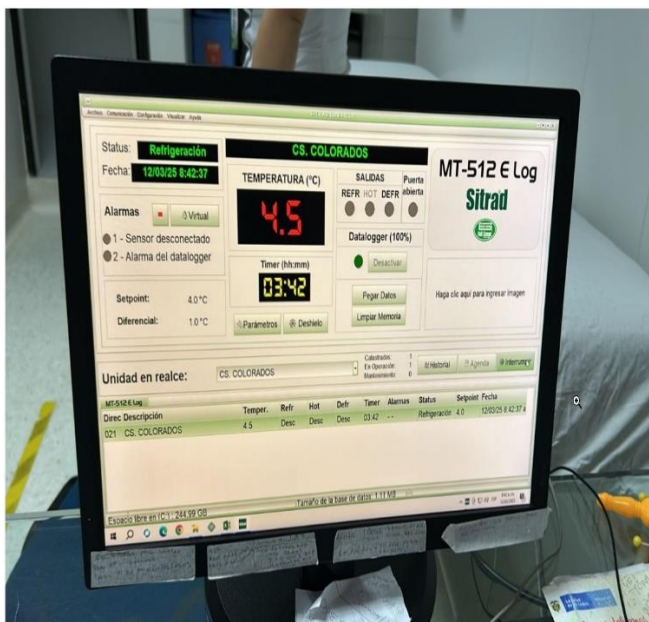 Archivo Comunicación Configuración Visualizar Ayuda
Status: Refrigeración
Fecha: 12/03/25 8:42:37
CS. COLORADOS
TEMPERATURA (°C)
4.5
SALIDAS
REFR HOT DEFR
Puerta abierta
MT-512 E Log
Sitrad
Alarmas
Virtual
1 - Sensor desconectado
2 - Alarma del datalogger
Timer (hh:mm)
03:42
Datalogger (100%)
Desactivar
Pegar Datos
Limpiar Memoria
Haga clic aquí para ingresar imagen
Setpoint: 4.0 °C
Diferencial: 1.0 °C
Parámetros
Deshielo
Unidad en realce: CS. COLORADOS
Catastrados: 1
En Operación: 1
Mantenimiento: 0
Historial
Agenda
Interrumpir
MT-512 E Log
Direc Descripción Temper. Refr Hot Defr Timer Alarmas Status Setpoint Fecha
021 CS. COLORADOS 4.5 Desc Desc Desc 03:42 - - Refrigeración 4.0 12/03/25 8:42:37
Espacio libre en (C:): 244.99 GB
Tamaño de la base de datos: 1.11 MB